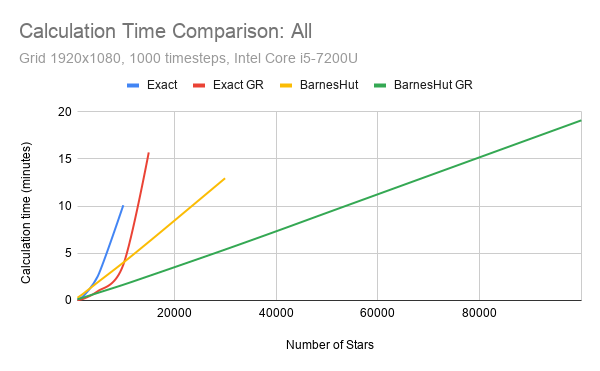 Calculation Time Comparison: All
Grid 1920x1080, 1000 timesteps, Intel Core i5-7200U
Exact Exact GR BarnesHut BarnesHut GR
Calculation time (minutes)
20
15
10
5
0
20000 40000 60000 80000
Number of Stars